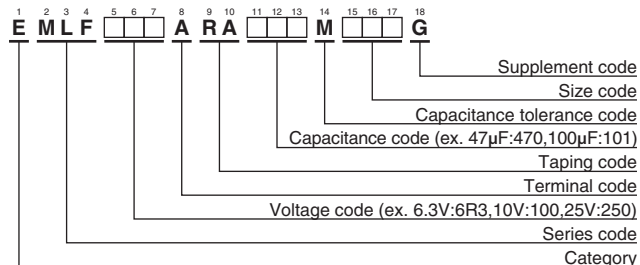 1 2 3 4 5 6 7 8 9 10 11 12 13 14 15 16 17 18
E M L F □□□ A R A □□□ M □□□ G
Supplement code
Size code
Capacitance tolerance code
Capacitance code (ex. 47μF:470,100μF:101)
Taping code
Terminal code
Voltage code (ex. 6.3V:6R3,10V:100,25V:250)
Series code
Category